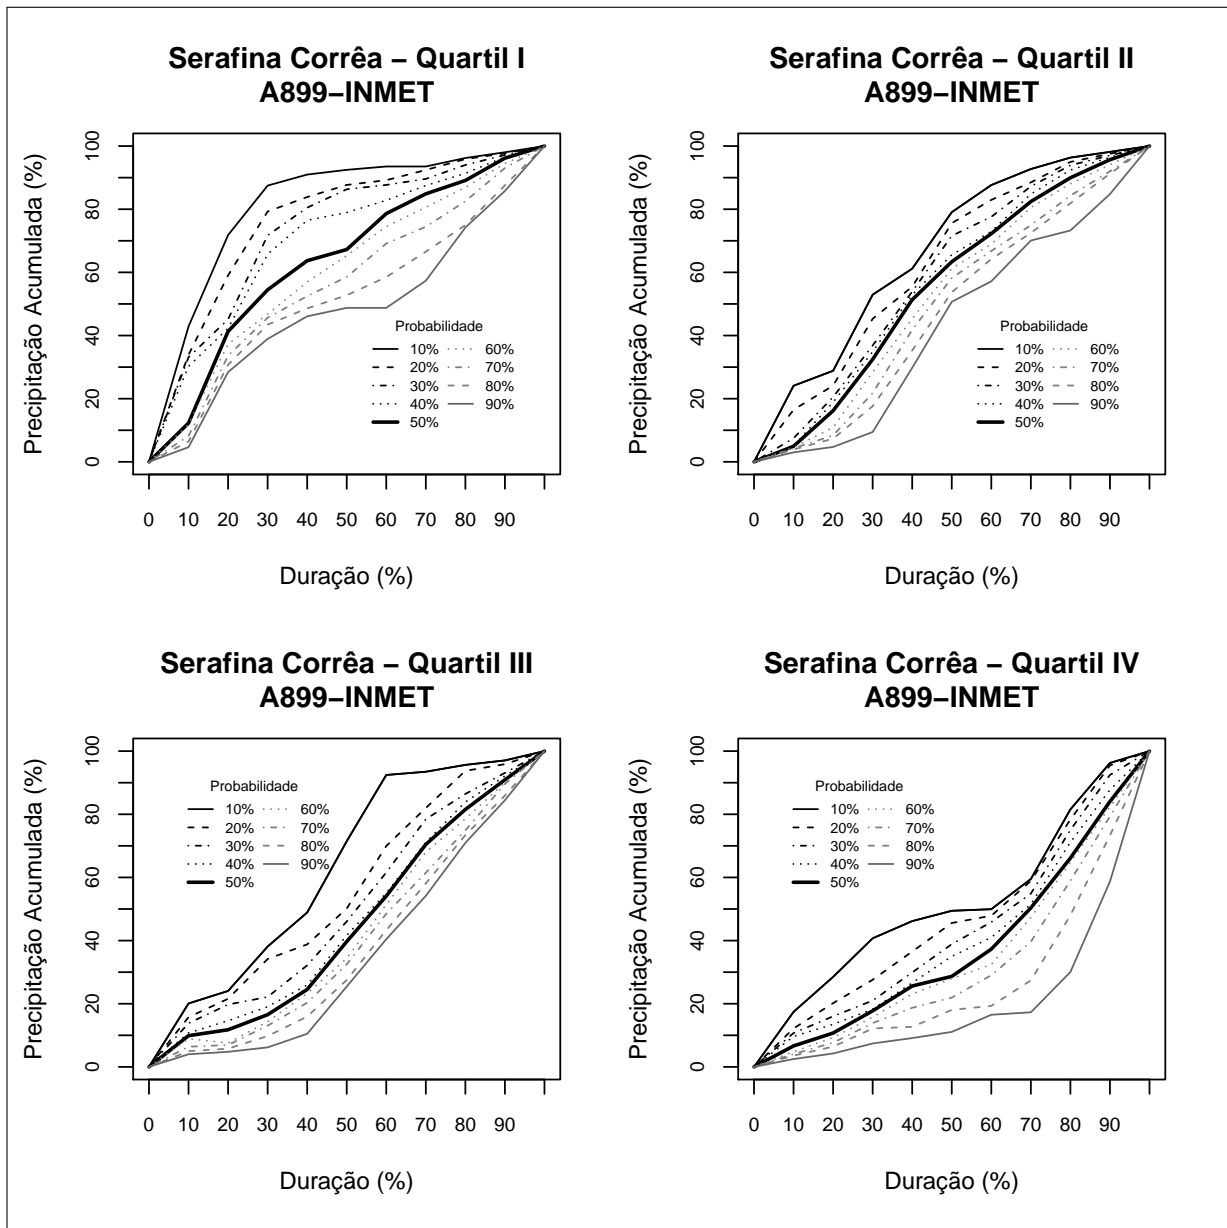 Serafina Corrêa – Quartil I
A899–INMET
Precipitação Acumulada (%)
100
80
60
40
20
0
Probabilidade
10% 60%
20% 70%
30% 80%
40% 90%
50%
0 10 20 30 40 50 60 70 80 90
Duração (%)
Serafina Corrêa – Quartil II
A899–INMET
Precipitação Acumulada (%)
100
80
60
40
20
0
Probabilidade
10% 60%
20% 70%
30% 80%
40% 90%
50%
0 10 20 30 40 50 60 70 80 90
Duração (%)
Serafina Corrêa – Quartil III
A899–INMET
Precipitação Acumulada (%)
100
80
60
40
20
0
Probabilidade
10% 60%
20% 70%
30% 80%
40% 90%
50%
0 10 20 30 40 50 60 70 80 90
Duração (%)
Serafina Corrêa – Quartil IV
A899–INMET
Precipitação Acumulada (%)
100
80
60
40
20
0
Probabilidade
10% 60%
20% 70%
30% 80%
40% 90%
50%
0 10 20 30 40 50 60 70 80 90
Duração (%)